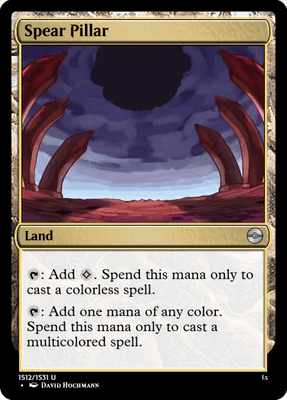 Spear Pillar
Land
: Add . Spend this mana only to
cast a colorless spell.
: Add one mana of any color.
Spend this mana only to cast a
multicolored spell.
1512/1531 U
David Hochmann